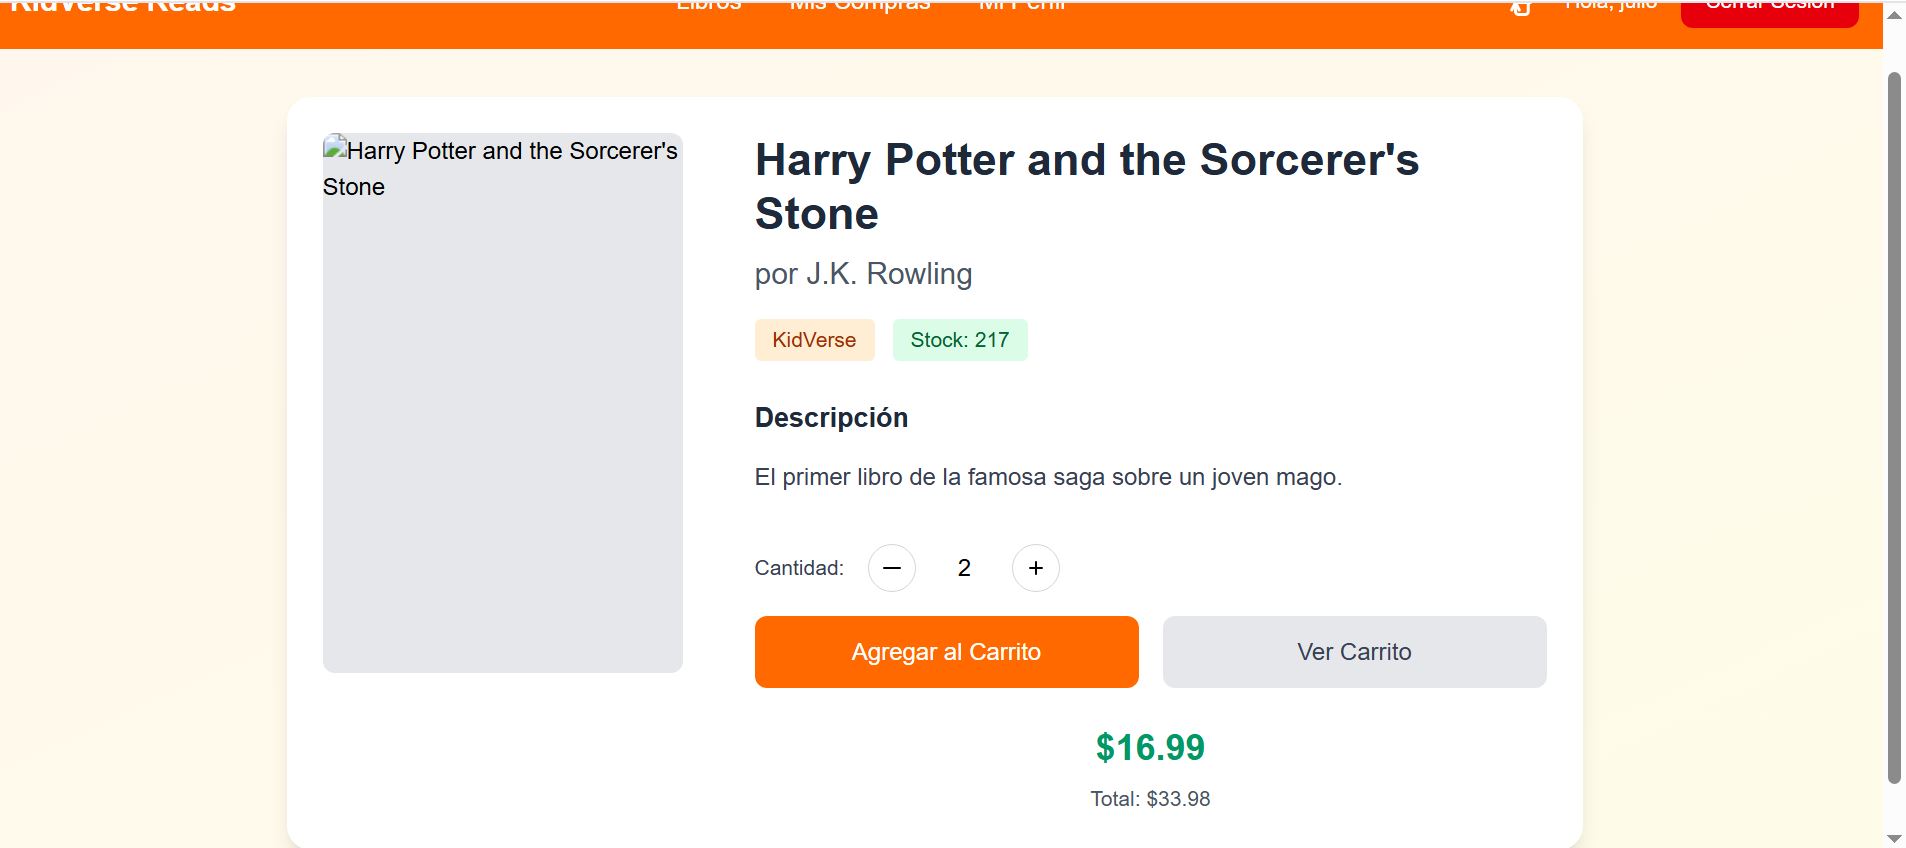 KidVerse Reads
Libros Mis Compras Mi Perfil Hola, julio Cerrar Sesión
Harry Potter and the Sorcerer's
Stone
Harry Potter and the Sorcerer's
Stone
por J.K. Rowling
KidVerse Stock: 217
Descripción
El primer libro de la famosa saga sobre un joven mago.
Cantidad: 2
Agregar al Carrito Ver Carrito
$16.99
Total: $33.98